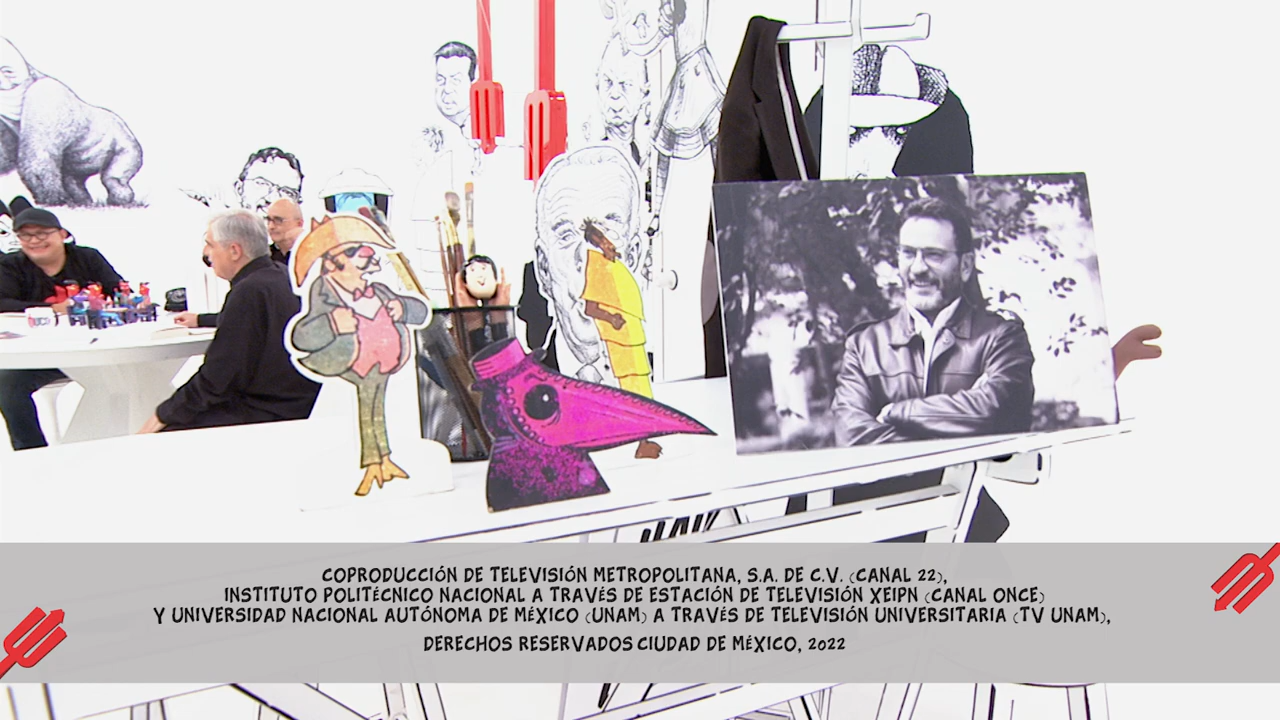 COPRODUCCIÓN DE TELEVISIÓN METROPOLITANA, S.A. DE C.V. (CANAL 22),
INSTITUTO POLITÉCNICO NACIONAL A TRAVÉS DE ESTACIÓN DE TELEVISIÓN XEIPN (CANAL ONCE)
Y UNIVERSIDAD NACIONAL AUTÓNOMA DE MÉXICO (UNAM) A TRAVÉS DE TELEVISIÓN UNIVERSITARIA (TV UNAM),
DERECHOS RESERVADOS CIUDAD DE MÉXICO, 2022